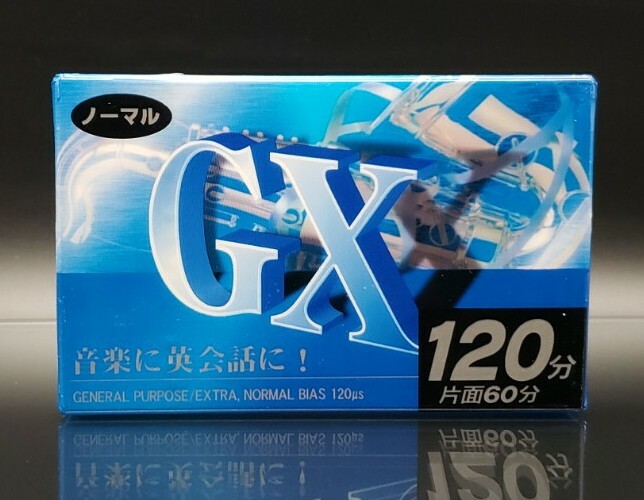 ノーマル
GX
音楽に英会話に!
GENERAL PURPOSE/EXTRA, NORMAL BIAS 120μs
120分
片面60分